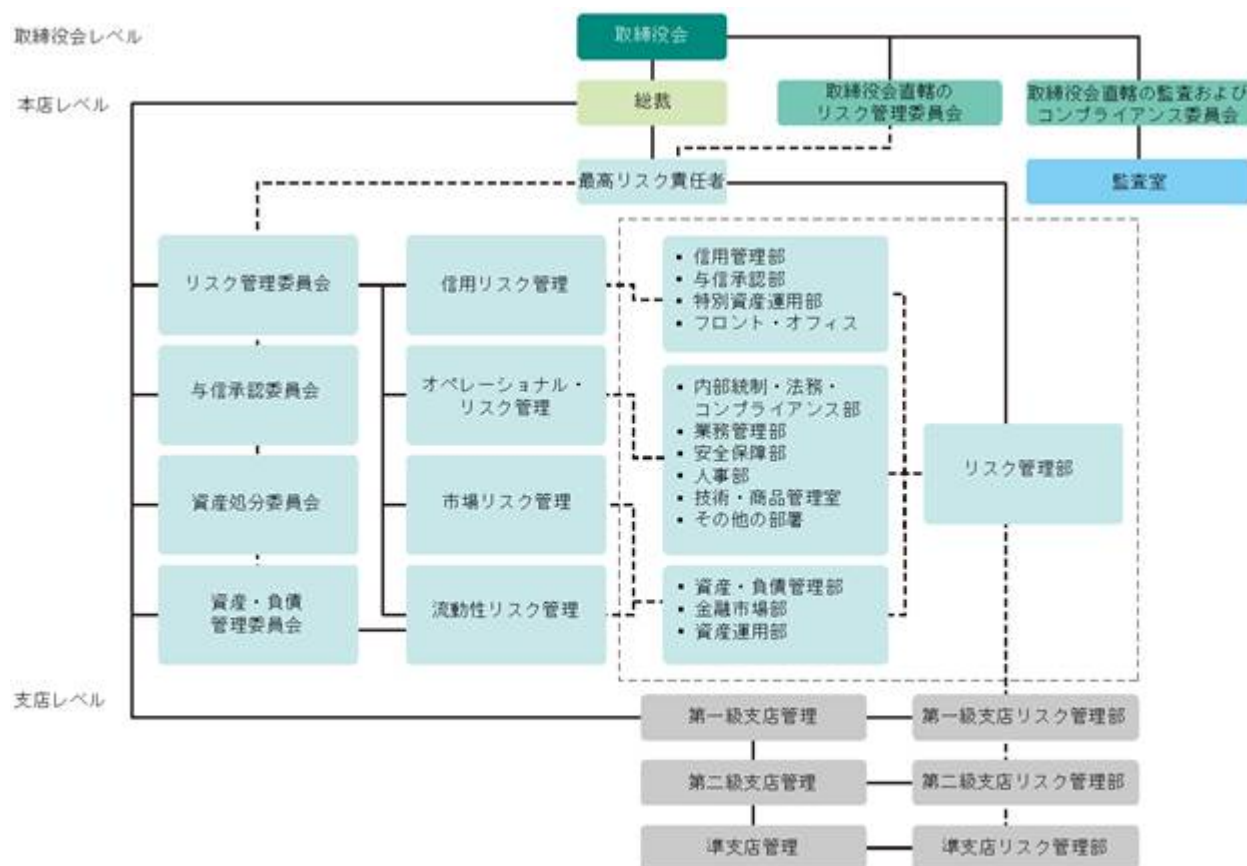 取締役会レベル
取締役会
本店レベル
総裁
取締役会直轄の
リスク管理委員会
取締役会直轄の監査および
コンプライアンス委員会
最高リスク責任者
監査室
リスク管理委員会
信用リスク管理
▪ 信用管理部
▪ 与信承認部
▪ 特別資産運用部
▪ フロント・オフィス
与信承認委員会
オペレーショナル・
リスク管理
▪ 内部統制・法務・
コンプライアンス部
▪ 業務管理部
▪ 安全保障部
▪ 人事部
▪ 技術・商品管理室
▪ その他の部署
リスク管理部
資産処分委員会
市場リスク管理
資産・負債
管理委員会
流動性リスク管理
▪ 資産・負債管理部
▪ 金融市場部
▪ 資産運用部
支店レベル
第一級支店管理
第一級支店リスク管理部
第二級支店管理
第二級支店リスク管理部
準支店管理
準支店リスク管理部